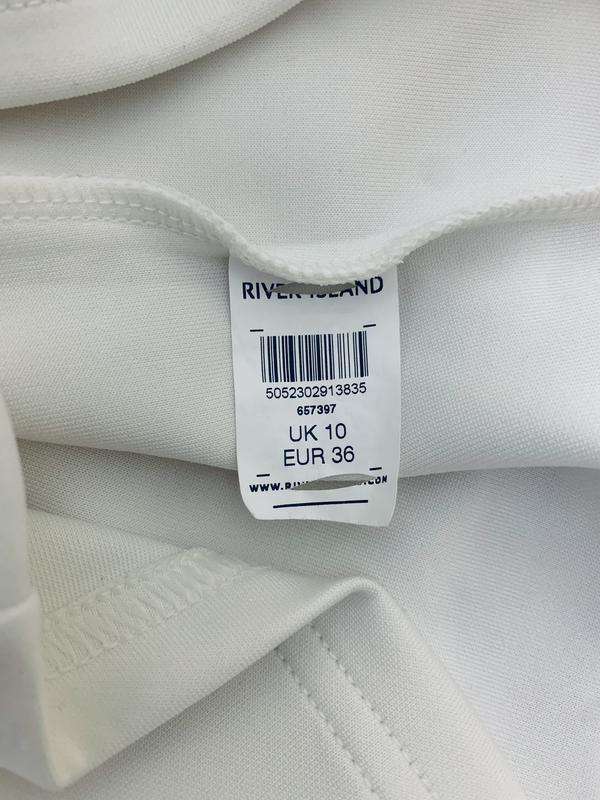 RIVER ISLAND
5052302913835
657397
UK 10
EUR 36